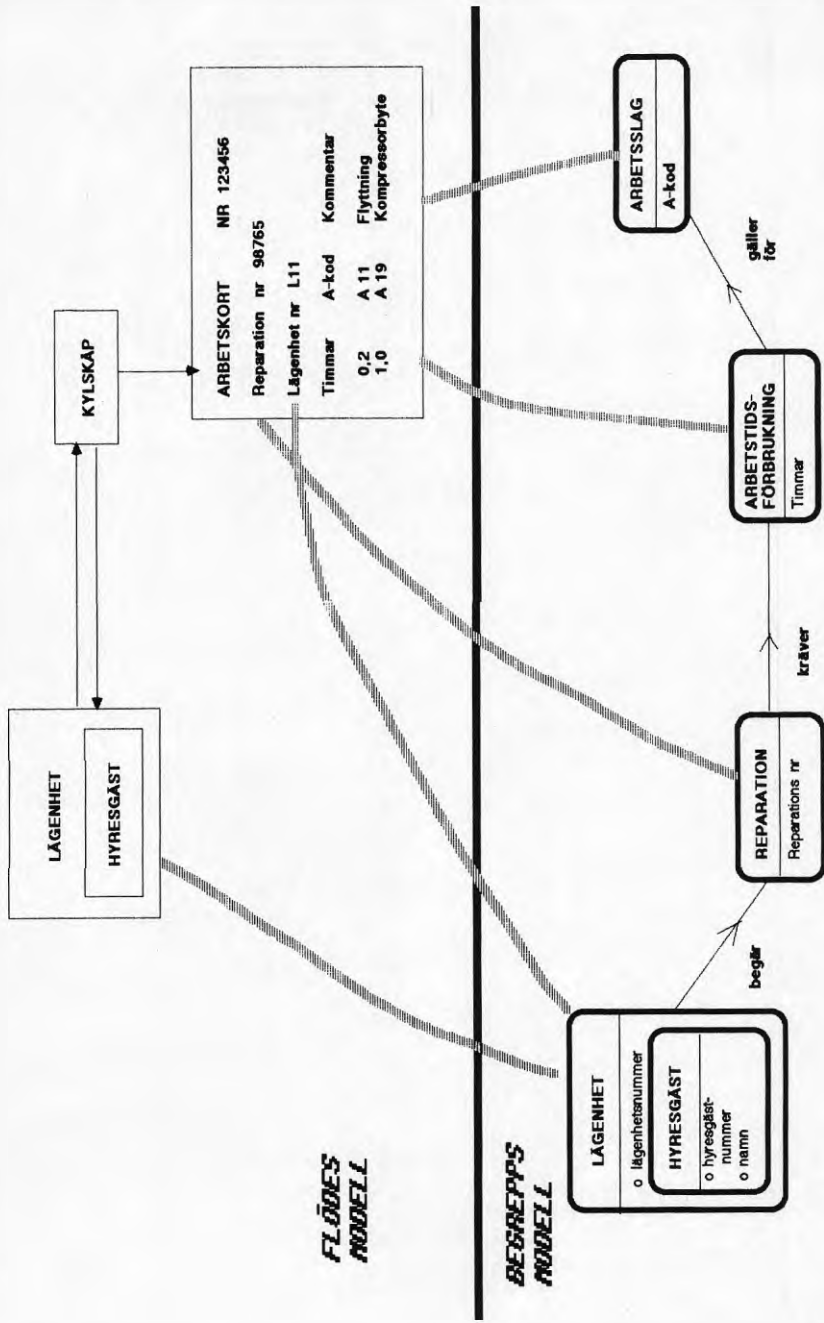 FLÖDES
MODELL
LÄGENHET
HYRESGÄST
KYLSKÅP
ARBETSKORT NR 123456
Reparation nr 98765
Lägenhet nr L11
Timmar A-kod Kommentar
0,2 A 11 Flyttning
1,0 A 19 Kompressorbyte
BEGREPPS
MODELL
LÄGENHET
o lägenhetsnummer
HYRESGÄST
o hyresgäst-
nummer
o namn
begär
REPARATION
Reparations nr
kräver
ARBETSTIDS-
FÖRBRUKNING
Timmar
gäller
för
ARBETSSLAG
A-kod